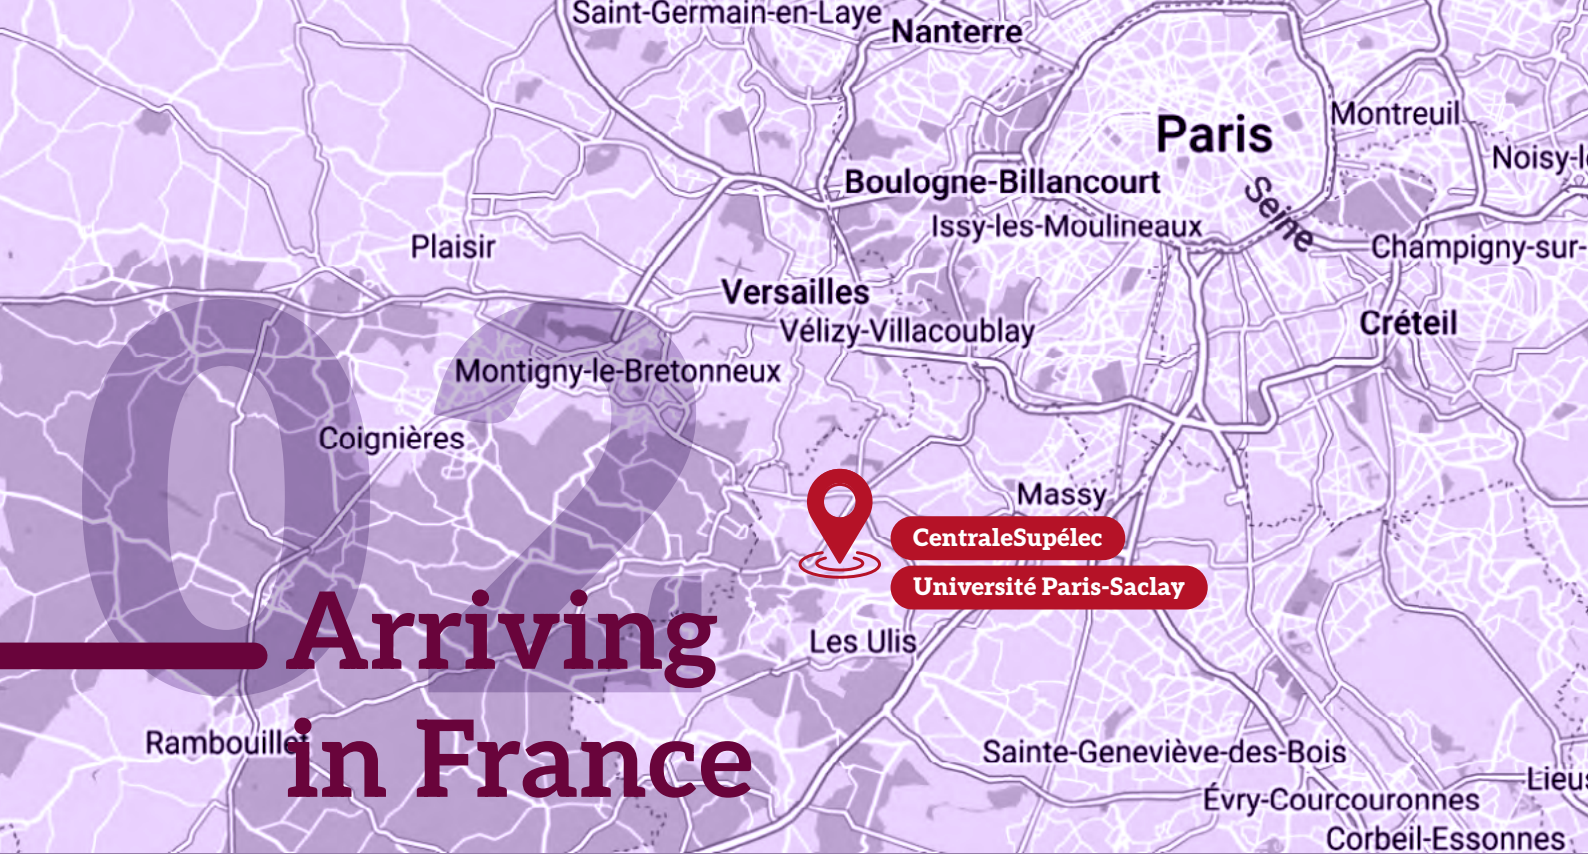 Saint-Germain-en-Laye
Nanterre
Paris
Montreuil
Noisy-l
Boulogne-Billancourt
Issy-les-Moulineaux
Seine
Plaisir
Champigny-sur-
Versailles
Vélizy-Villacoublay
Créteil
Montigny-le-Bretonneux
02
Coignières
Massy
CentraleSupélec
Université Paris-Saclay
Les Ulis
Arriving
in France
Rambouillet
Sainte-Geneviève-des-Bois
Lieus
Évry-Courcouronnes
Corbeil-Essonnes